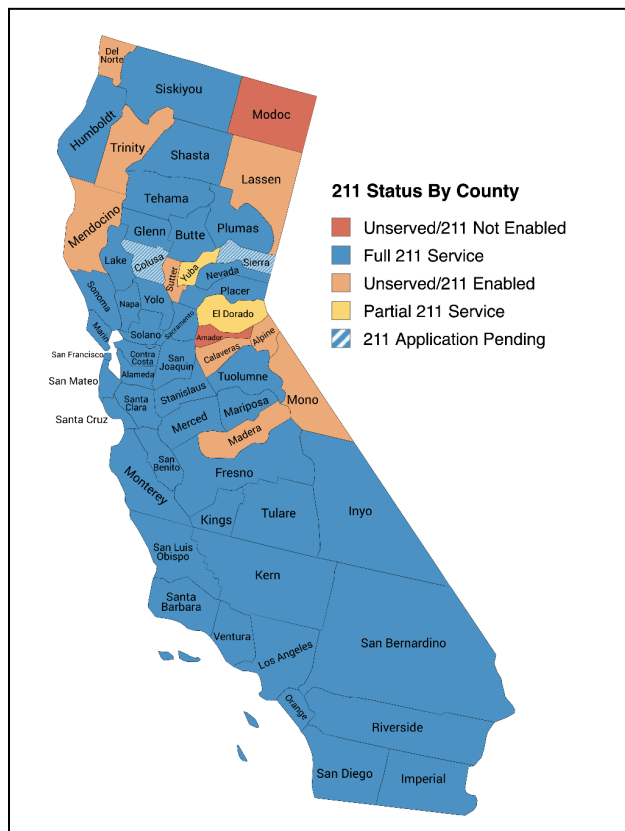 Del
Norte
Siskiyou
Modoc
Humboldt
Trinity
Shasta
Lassen
Tehama
Mendocino
Glenn
Butte
Plumas
Lake
Colusa
Sutter
Yuba
Sierra
Nevada
Placer
Sonoma
Napa
Yolo
Sacramento
El Dorado
Marin
Solano
Amador
Alpine
Calaveras
San Francisco
Contra
Costa
San
Joaquin
Tuolumne
Alameda
San Mateo
Santa
Clara
Stanislaus
Mono
Santa Cruz
Merced
Mariposa
Madera
San
Benito
Fresno
Monterey
Kings
Tulare
Inyo
San Luis
Obispo
Kern
Santa
Barbara
Ventura
Los Angeles
San Bernardino
Orange
Riverside
San Diego
Imperial
211 Status By County
Unserved/211 Not Enabled
Full 211 Service
Unserved/211 Enabled
Partial 211 Service
211 Application Pending